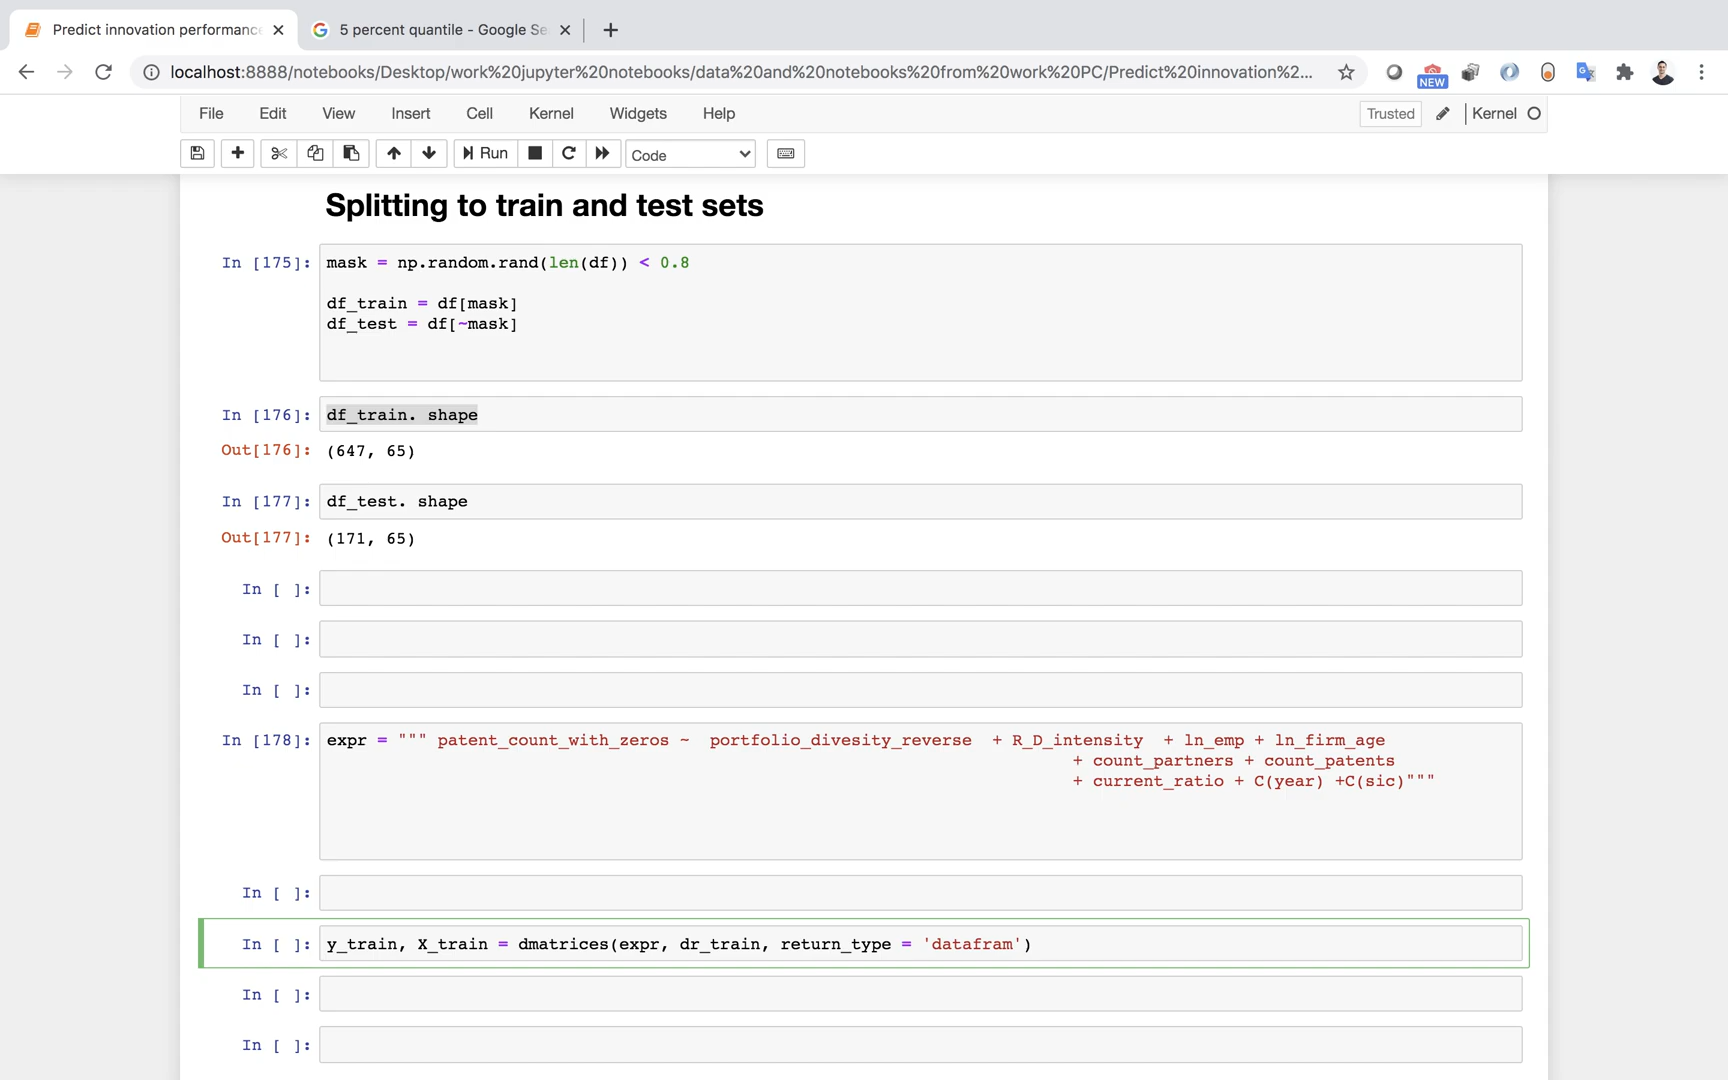 Predict innovation performance
5 percent quantile - Google Se
localhost:8888/notebooks/Desktop/work%20jupyter%20notebooks/data%20and%20notebooks%20from%20work%20PC/Predict%20innovation%2...
NEW
File Edit View Insert Cell Kernel Widgets Help
Trusted Kernel
Run Code
Splitting to train and test sets
In [175]: mask = np.random.rand(len(df)) < 0.8
df_train = df[mask]
df_test = df[~mask]
In [176]: df_train. shape
Out[176]: (647, 65)
In [177]: df_test. shape
Out[177]: (171, 65)
In [ ]:
In [ ]:
In [ ]:
In [178]: expr = """ patent_count_with_zeros ~ portfolio_divesity_reverse + R_D_intensity + ln_emp + ln_firm_age
+ count_partners + count_patents
+ current_ratio + C(year) +C(sic)"""
In [ ]:
In [ ]: y_train, X_train = dmatrices(expr, dr_train, return_type = 'datafram')
In [ ]:
In [ ]: